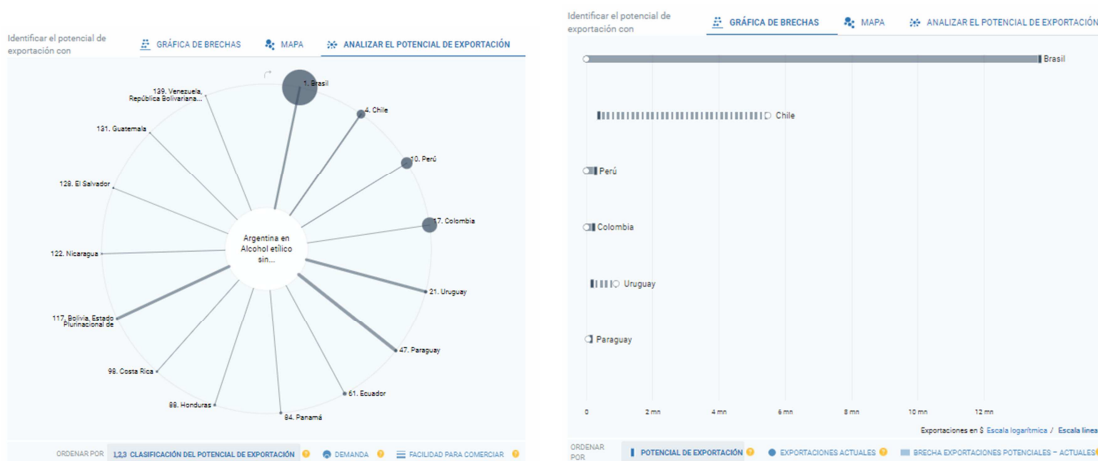 Identificar el potencial de
exportación con
GRÁFICA DE BRECHAS
MAPA
ANALIZAR EL POTENCIAL DE EXPORTACIÓN
1. Brasil
4. Chile
10. Perú
17. Colombia
21. Uruguay
47. Paraguay
61. Ecuador
84. Panamá
88. Honduras
98. Costa Rica
117. Bolivia, Estado
Plurinacional de
122. Nicaragua
128. El Salvador
131. Guatemala
139. Venezuela,
República Bolivariana...
Argentina en
Alcohol etílico
sin...
ORDENAR POR
1,2,3 CLASIFICACIÓN DEL POTENCIAL DE EXPORTACIÓN
DEMANDA
FACILIDAD PARA COMERCIAR
Identificar el potencial de
exportación con
GRÁFICA DE BRECHAS
MAPA
ANALIZAR EL POTENCIAL DE EXPORTACIÓN
Brasil
Chile
Perú
Colombia
Uruguay
Paraguay
0 2 mn 4 mn 6 mn 8 mn 10 mn 12 mn
Exportaciones en $ Escala logarítmica / Escala linea
ORDENAR
POR
POTENCIAL DE EXPORTACIÓN
EXPORTACIONES ACTUALES
BRECHA EXPORTACIONES POTENCIALES – ACTUALES